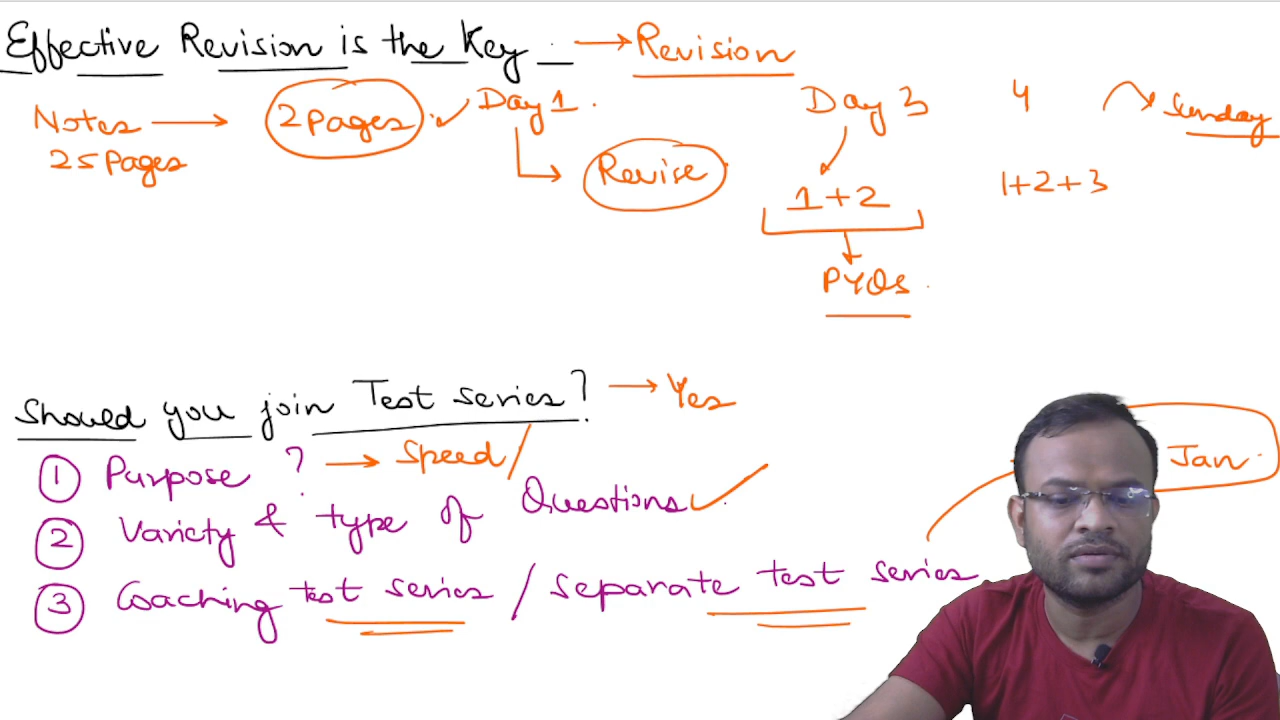 Effective Revision is the Key → Revision
Notes → 2 Pages ✓ Day 1 . Day 3 4 Sunday
25 Pages → Revise 1+2 1+2+3
PYQs
Should you join Test series? → Yes
1 Purpose ? → Speed/ Jan
2 Variety & type of Questions ✓
3 Coaching test series / separate test series